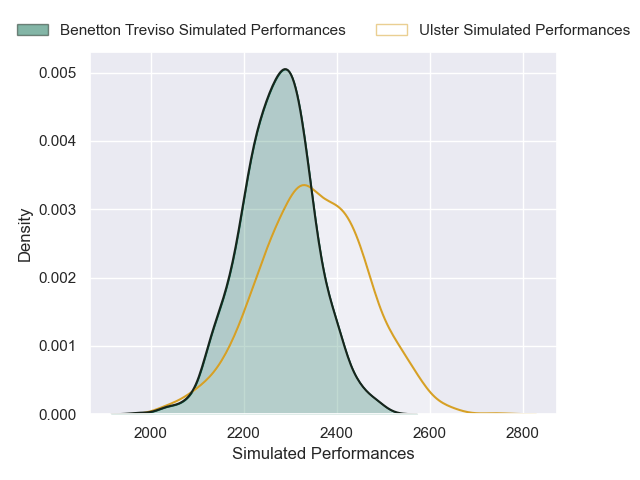 Benetton Treviso Simulated Performances
Ulster Simulated Performances
0.005
0.004
0.003
0.002
0.001
0.000
Density
2000
2200
2400
2600
2800
Simulated Performances